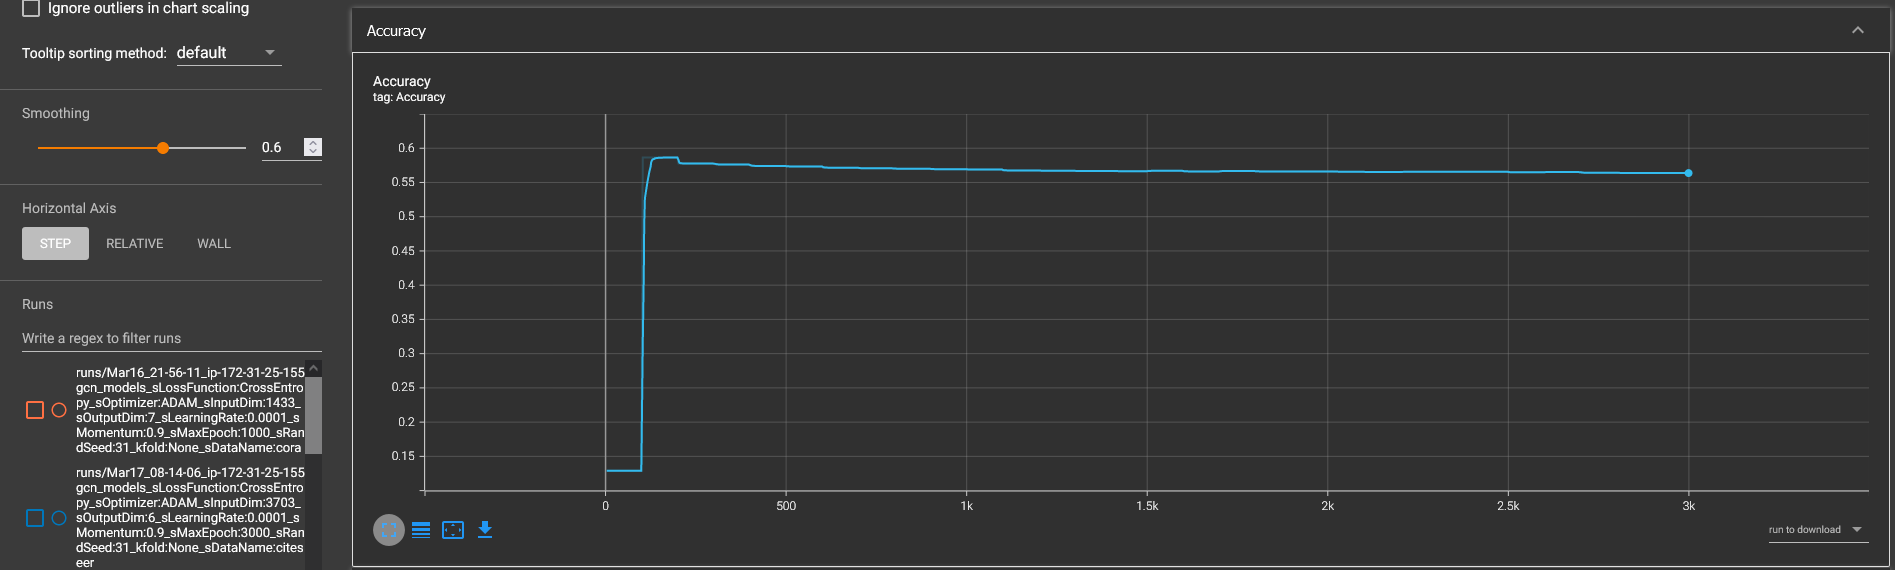 Ignore outliers in chart scaling
Tooltip sorting method: default
Smoothing
0.6
Horizontal Axis
STEP RELATIVE WALL
Runs
Write a regex to filter runs
runs/Mar16_21-56-11_ip-172-31-25-155
gcn_models_sLossFunction:CrossEntro
py_sOptimizer:ADAM_sInputDim:1433_
sOutputDim:7_sLearningRate:0.0001_s
Momentum:0.9_sMaxEpoch:1000_sRan
dSeed:31_kfold:None_sDataName:cora
runs/Mar17_08-14-06_ip-172-31-25-155
gcn_models_sLossFunction:CrossEntro
py_sOptimizer:ADAM_sInputDim:3703_
sOutputDim:6_sLearningRate:0.0001_s
Momentum:0.9_sMaxEpoch:3000_sRan
dSeed:31_kfold:None_sDataName:cites
eer
Accuracy
Accuracy
tag: Accuracy
0.6
0.55
0.5
0.45
0.4
0.35
0.3
0.25
0.2
0.15
0 500 1k 1.5k 2k 2.5k 3k
run to download